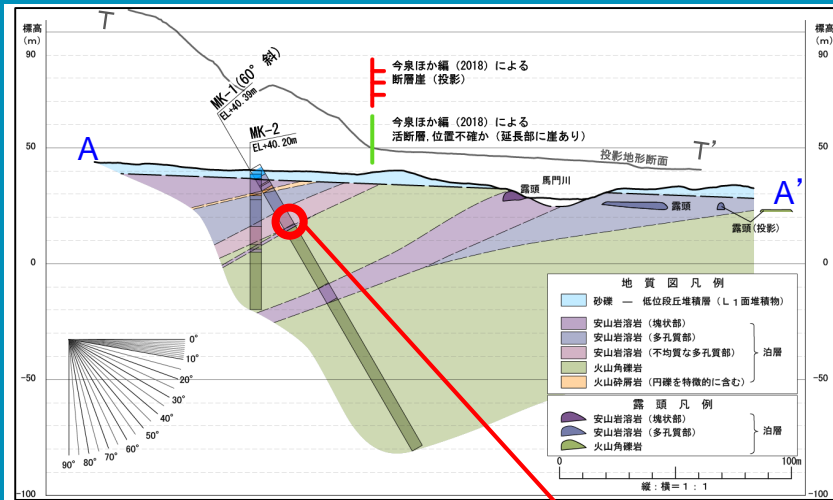 標高
(m)
90
50
0
−50
−100
T
MK-1(60°斜)
EL+40.39m
MK-2
EL+40.20m
A
今泉ほか編(2018)による
断層崖(投影)
今泉ほか編(2018)による
活断層,位置不確か(延長部に崖あり)
投影地形断面
T'
馬門川
露頭
露頭
露頭(投影)
A'
標高
(m)
90
50
0
−50
−100
0°
10°
20°
30°
40°
50°
60°
70°
80°
90°
地質図凡例
砂礫 ― 低位段丘堆積層(L1面堆積物)
安山岩溶岩(塊状部)
安山岩溶岩(多孔質部)
安山岩溶岩(不均質な多孔質部)
火山角礫岩
火山砕屑岩(円礫を特徴的に含む)
泊層
露頭凡例
安山岩溶岩(塊状部)
安山岩溶岩(多孔質部)
火山角礫岩
泊層
0
100m
縦:横=1:1